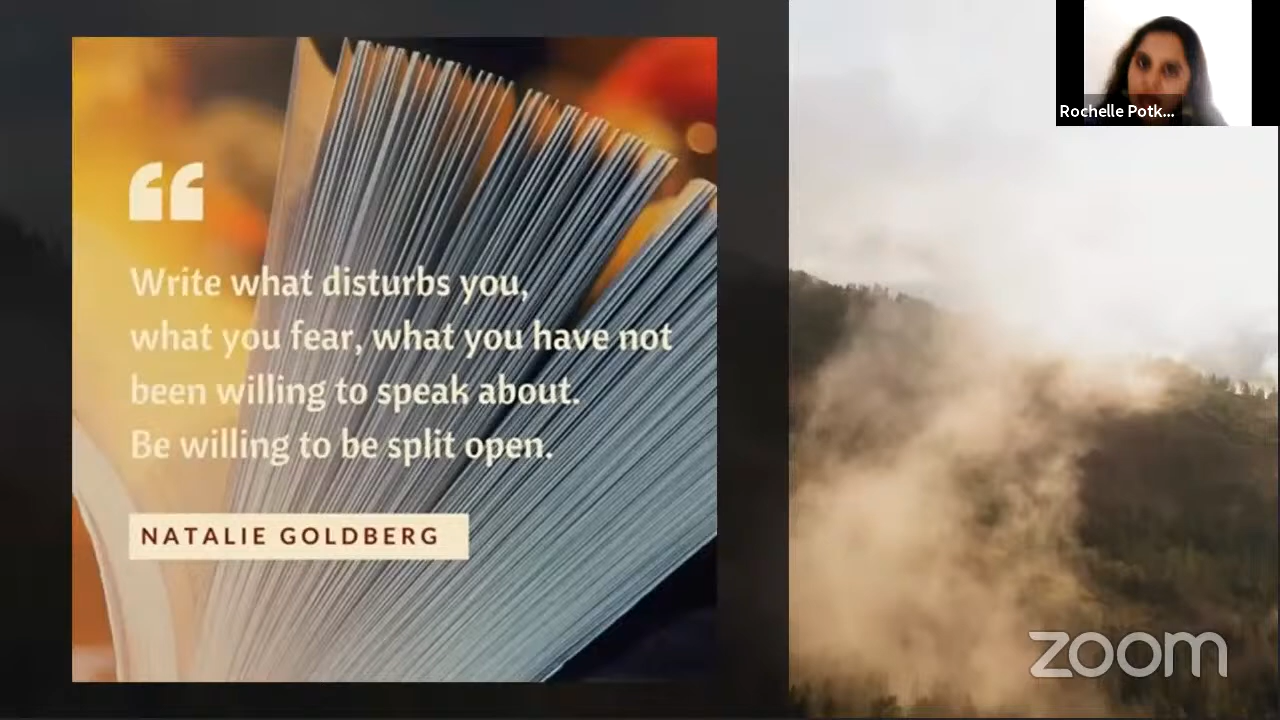 Rochelle Potk...
“
Write what disturbs you,
what you fear, what you have not
been willing to speak about.
Be willing to be split open.
NATALIE GOLDBERG
zoom